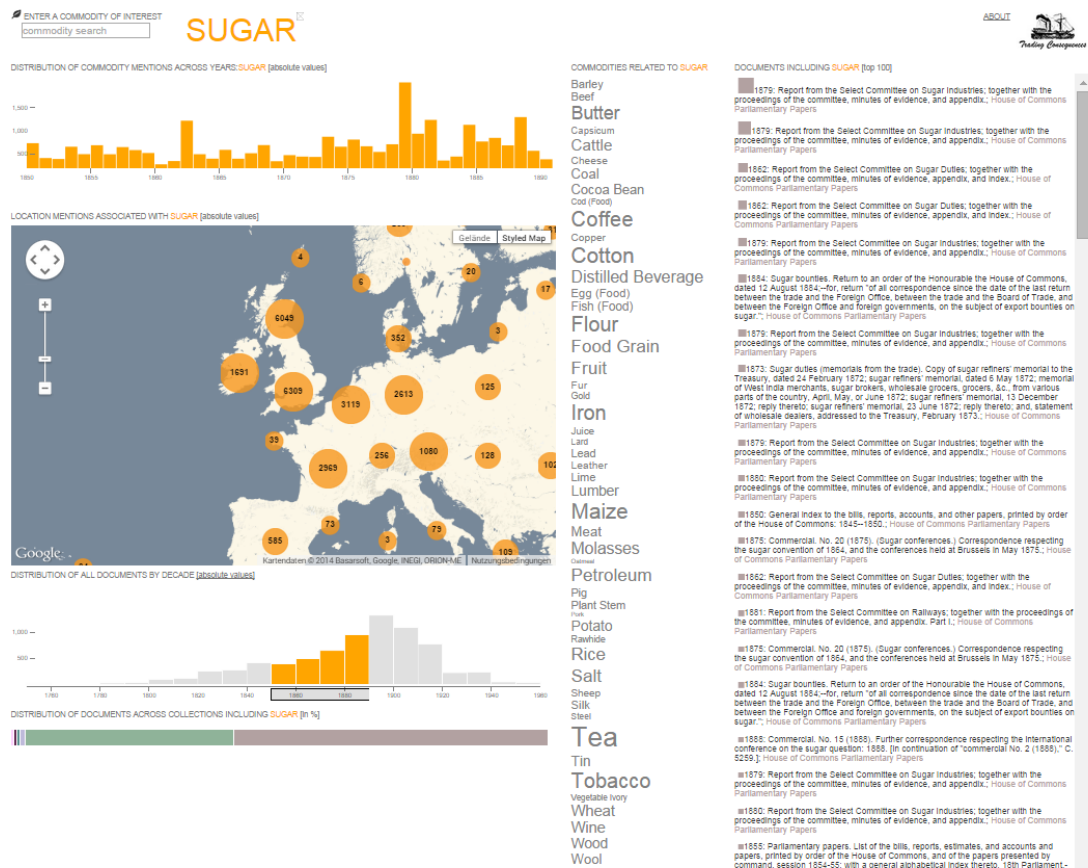 ENTER A COMMODITY OF INTEREST
commodity search
SUGAR
ABOUT
Trading Consequences
DISTRIBUTION OF COMMODITY MENTIONS ACROSS YEARS:SUGAR [absolute values]
1,500
1,000
500
1850 1855 1860 1865 1870 1875 1880 1885 1890
LOCATION MENTIONS ASSOCIATED WITH SUGAR [absolute values]
Gelände Styled Map
4
6
20
17
6049
352
3
1691
6309
3119
2613
125
39
2969
256
1080
128
102
73
585
3
79
109
Google
Kartendaten © 2014 Basarsoft, Google, INEGI, ORION-ME Nutzungsbedingungen
DISTRIBUTION OF ALL DOCUMENTS BY DECADE [absolute values]
1,000
500
1760 1780 1800 1820 1840 1860 1880 1900 1920 1940 1960
DISTRIBUTION OF DOCUMENTS ACROSS COLLECTIONS INCLUDING SUGAR [in %]
COMMODITIES RELATED TO SUGAR
Barley
Beef
Butter
Capsicum
Cattle
Cheese
Coal
Cocoa Bean
Cod (Food)
Coffee
Copper
Cotton
Distilled Beverage
Egg (Food)
Fish (Food)
Flour
Food Grain
Fruit
Fur
Gold
Iron
Juice
Lard
Lead
Leather
Lime
Lumber
Maize
Meat
Molasses
Oatmeal
Petroleum
Pig
Plant Stem
Pork
Potato
Rawhide
Rice
Salt
Sheep
Silk
Steel
Tea
Tin
Tobacco
Vegetable Ivory
Wheat
Wine
Wood
Wool
DOCUMENTS INCLUDING SUGAR [top 100]
1879: Report from the Select Committee on Sugar Industries; together with the
proceedings of the committee, minutes of evidence, and appendix.; House of Commons
Parliamentary Papers
1879: Report from the Select Committee on Sugar Industries; together with the
proceedings of the committee, minutes of evidence, and appendix.; House of Commons
Parliamentary Papers
1862: Report from the Select Committee on Sugar Duties; together with the
proceedings of the committee, minutes of evidence, appendix, and index.; House of
Commons Parliamentary Papers
1862: Report from the Select Committee on Sugar Duties; together with the
proceedings of the committee, minutes of evidence, appendix, and index.; House of
Commons Parliamentary Papers
1879: Report from the Select Committee on Sugar Industries; together with the
proceedings of the committee, minutes of evidence, and appendix.; House of Commons
Parliamentary Papers
1884: Sugar bounties. Return to an order of the Honourable the House of Commons,
dated 12 August 1884;--for, return "of all correspondence since the date of the last return
between the trade and the Foreign Office, between the trade and the Board of Trade, and
between the Foreign Office and foreign governments, on the subject of export bounties on
sugar."; House of Commons Parliamentary Papers
1879: Report from the Select Committee on Sugar Industries; together with the
proceedings of the committee, minutes of evidence, and appendix.; House of Commons
Parliamentary Papers
1873: Sugar duties (memorials from the trade). Copy of sugar refiners' memorial to the
Treasury, dated 24 February 1872; sugar refiners' memorial, dated 6 May 1872; memorial
of West India merchants, sugar brokers, wholesale grocers, grocers, &c., from various
parts of the country, April, May, or June 1872; sugar refiners' memorial, 13 December
1872; reply thereto; sugar refiners' memorial, 23 June 1872; reply thereto; and, statement
of wholesale dealers, addressed to the Treasury, February 1873.; House of Commons
Parliamentary Papers
1879: Report from the Select Committee on Sugar Industries; together with the
proceedings of the committee, minutes of evidence, and appendix.; House of Commons
Parliamentary Papers
1880: Report from the Select Committee on Sugar Industries; together with the
proceedings of the committee, minutes of evidence, and appendix.; House of Commons
Parliamentary Papers
1850: General index to the bills, reports, accounts, and other papers, printed by order
of the House of Commons: 1845--1850.; House of Commons Parliamentary Papers
1875: Commercial. No. 20 (1875). (Sugar conferences.) Correspondence respecting
the sugar convention of 1864, and the conferences held at Brussels in May 1875.; House
of Commons Parliamentary Papers
1862: Report from the Select Committee on Sugar Duties; together with the
proceedings of the committee, minutes of evidence, appendix, and index.; House of
Commons Parliamentary Papers
1881: Report from the Select Committee on Railways; together with the proceedings of
the committee, minutes of evidence, and appendix. Part I.; House of Commons
Parliamentary Papers
1875: Commercial. No. 20 (1875). (Sugar conferences.) Correspondence respecting
the sugar convention of 1864, and the conferences held at Brussels in May 1875.; House
of Commons Parliamentary Papers
1884: Sugar bounties. Return to an order of the Honourable the House of Commons,
dated 12 August 1884;--for, return "of all correspondence since the date of the last return
between the trade and the Foreign Office, between the trade and the Board of Trade, and
between the Foreign Office and foreign governments, on the subject of export bounties on
sugar."; House of Commons Parliamentary Papers
1888: Commercial. No. 15 (1888). Further correspondence respecting the international
conference on the sugar question: 1888. [In continuation of "commercial No. 2 (1888)," C.
5259.]; House of Commons Parliamentary Papers
1879: Report from the Select Committee on Sugar Industries; together with the
proceedings of the committee, minutes of evidence, and appendix.; House of Commons
Parliamentary Papers
1880: Report from the Select Committee on Sugar Industries; together with the
proceedings of the committee, minutes of evidence, and appendix.; House of Commons
Parliamentary Papers
1855: Parliamentary papers. List of the bills, reports, estimates, and accounts and
papers, printed by order of the House of Commons, and of the papers presented by
command, session 1854-55; with a general alphabetical index thereto. 16th Parliament.-